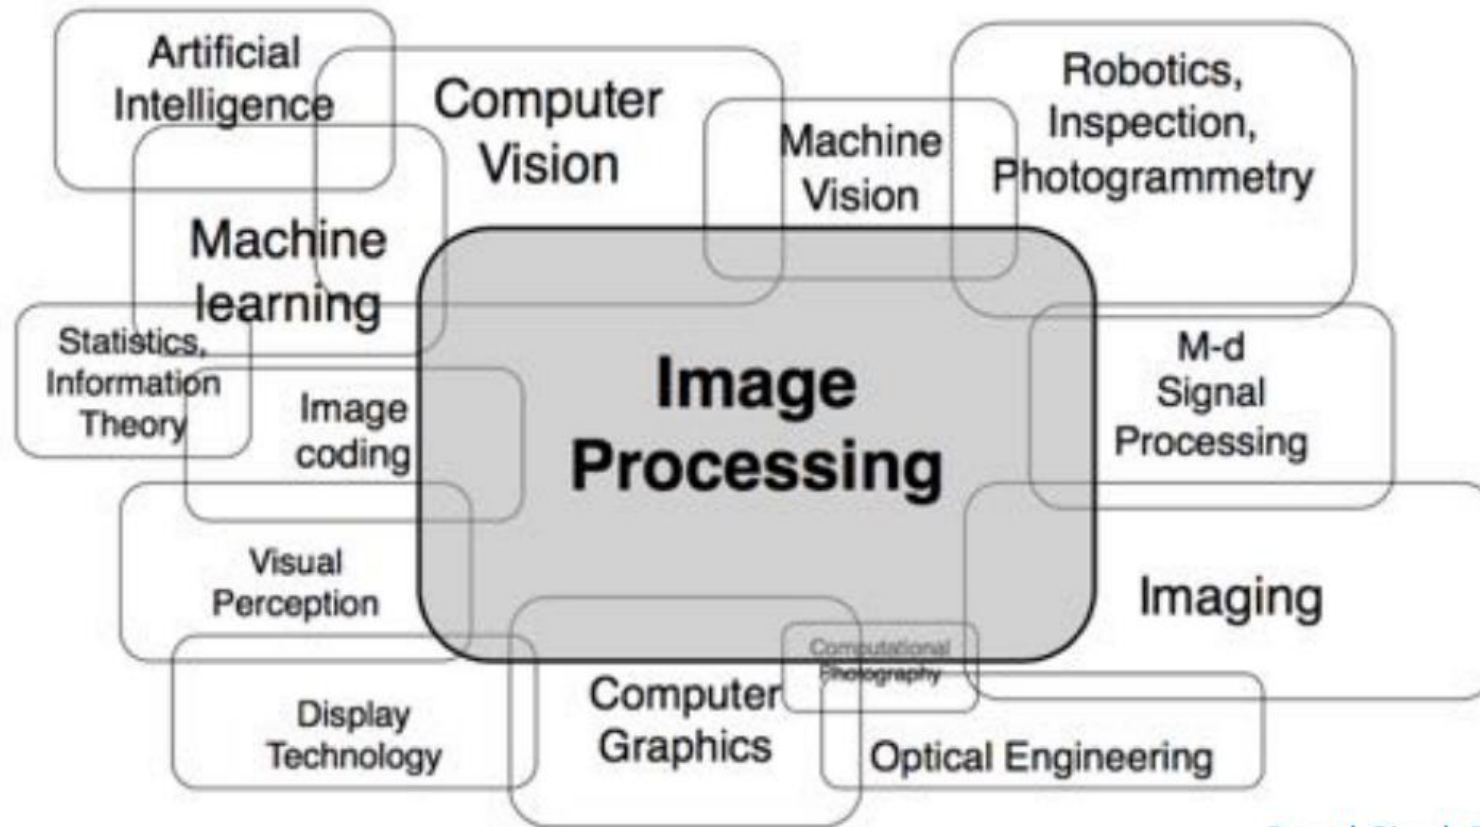 Artificial
Intelligence
Computer
Vision
Machine
Vision
Robotics,
Inspection,
Photogrammetry
Machine
learning
Statistics,
Information
Theory
Image
coding
Image
Processing
M-d
Signal
Processing
Visual
Perception
Imaging
Computational
Photography
Display
Technology
Computer
Graphics
Optical Engineering